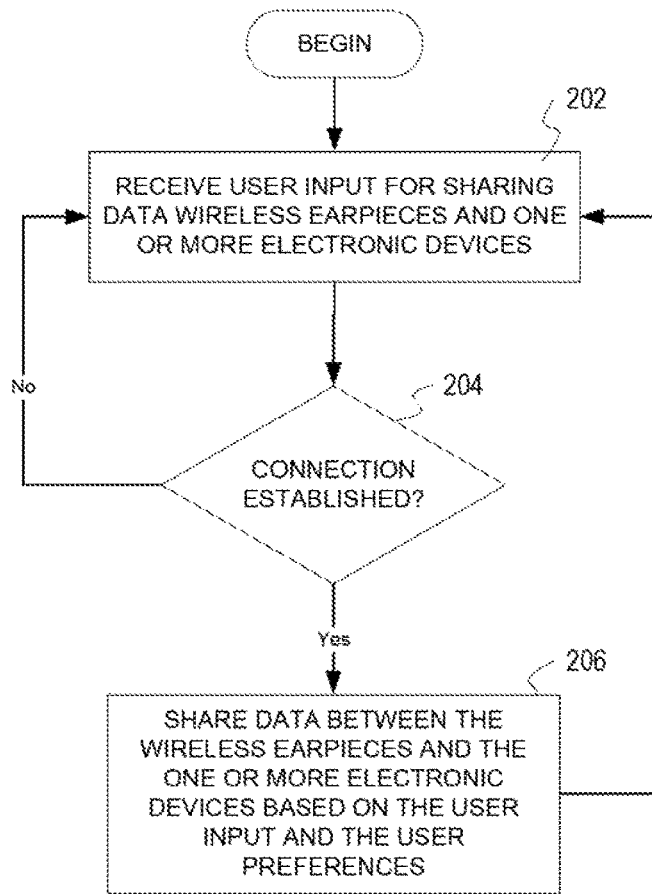 BEGIN
202
RECEIVE USER INPUT FOR SHARING
DATA WIRELESS EARPIECES AND ONE
OR MORE ELECTRONIC DEVICES
No
204
CONNECTION
ESTABLISHED?
Yes
206
SHARE DATA BETWEEN THE
WIRELESS EARPIECES AND THE
ONE OR MORE ELECTRONIC
DEVICES BASED ON THE USER
INPUT AND THE USER
PREFERENCES